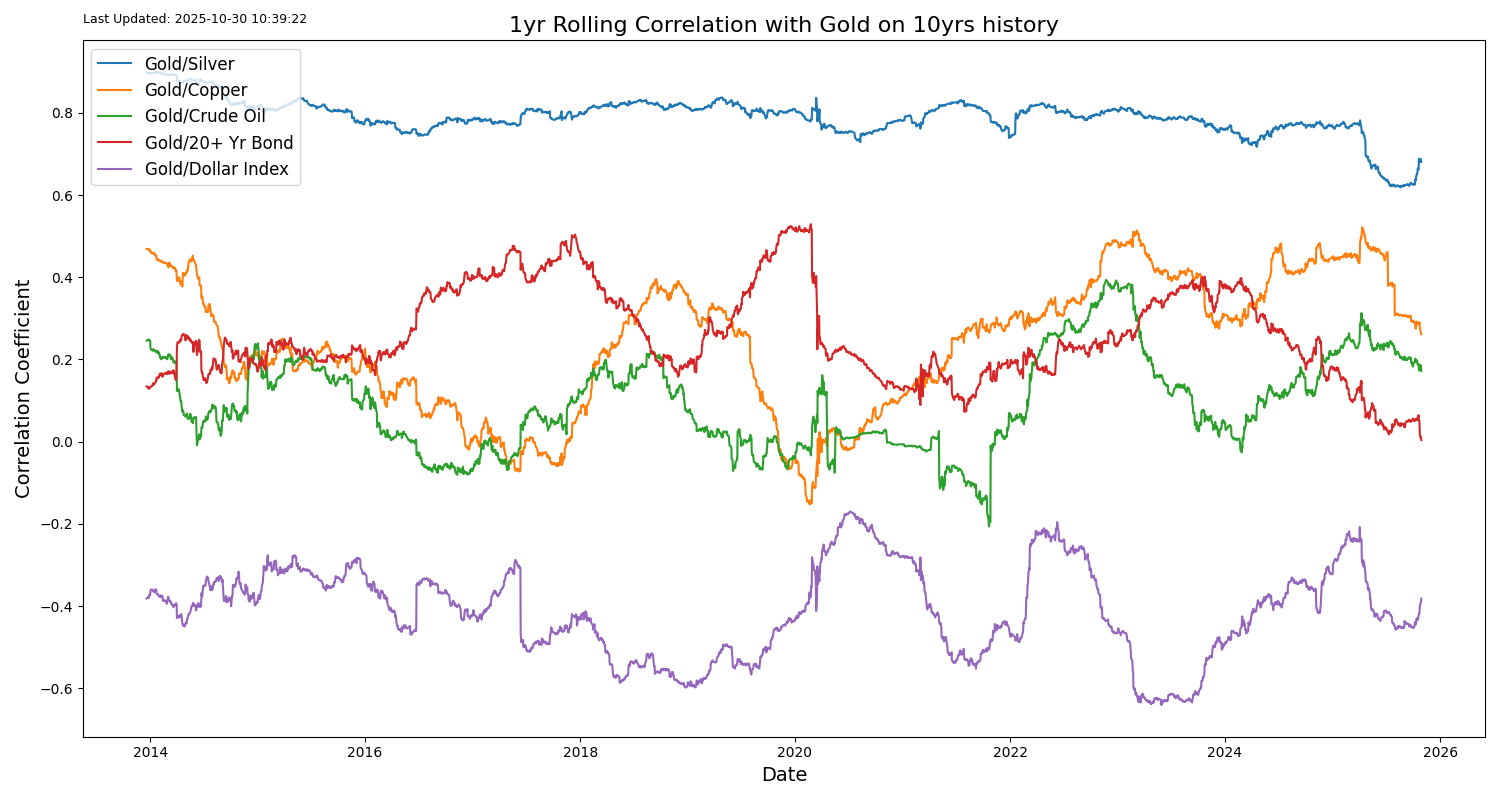 Last Updated: 2025-10-30 10:39:22
1yr Rolling Correlation with Gold on 10yrs history
Gold/Silver
Gold/Copper
Gold/Crude Oil
Gold/20+ Yr Bond
Gold/Dollar Index
Correlation Coefficient
0.8
0.6
0.4
0.2
0.0
−0.2
−0.4
−0.6
2014 2016 2018 2020 2022 2024 2026
Date